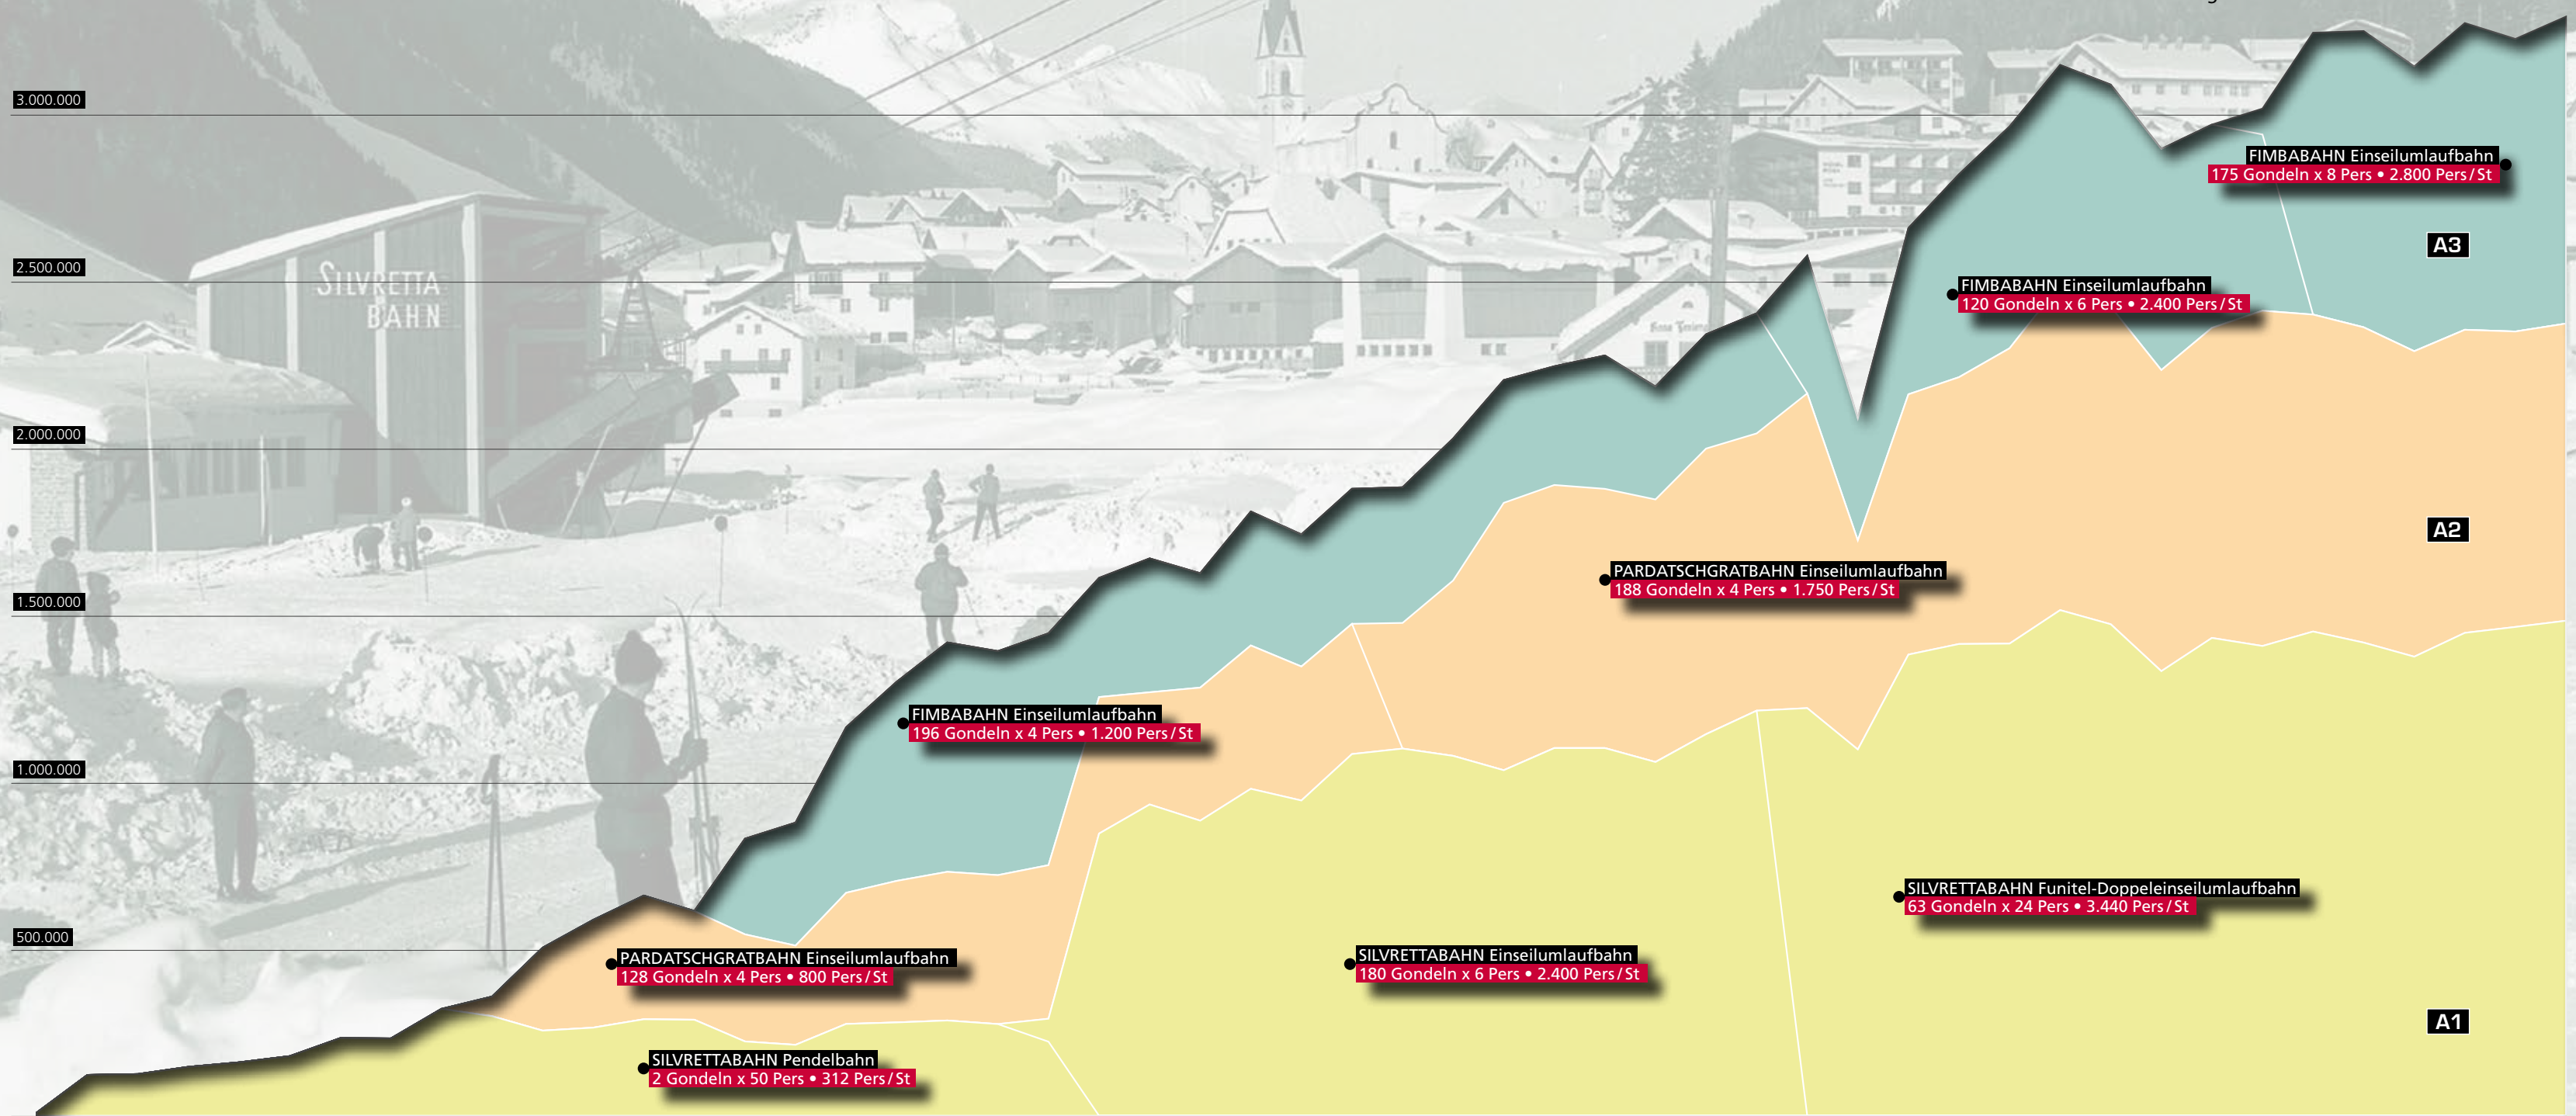 3.000.000
FIMBABAHN Einseilumlaufbahn
175 Gondeln x 8 Pers • 2.800 Pers/St
A3
2.500.000
SILVRETTA
BAHN
FIMBABAHN Einseilumlaufbahn
120 Gondeln x 6 Pers • 2.400 Pers/St
2.000.000
A2
PARDATSCHGRATBAHN Einseilumlaufbahn
188 Gondeln x 4 Pers • 1.750 Pers/St
1.500.000
FIMBABAHN Einseilumlaufbahn
196 Gondeln x 4 Pers • 1.200 Pers/St
1.000.000
SILVRETTABAHN Funitel-Doppeleinseilumlaufbahn
63 Gondeln x 24 Pers • 3.440 Pers/St
500.000
PARDATSCHGRATBAHN Einseilumlaufbahn
128 Gondeln x 4 Pers • 800 Pers/St
SILVRETTABAHN Einseilumlaufbahn
180 Gondeln x 6 Pers • 2.400 Pers/St
A1
SILVRETTABAHN Pendelbahn
2 Gondeln x 50 Pers • 312 Pers/St